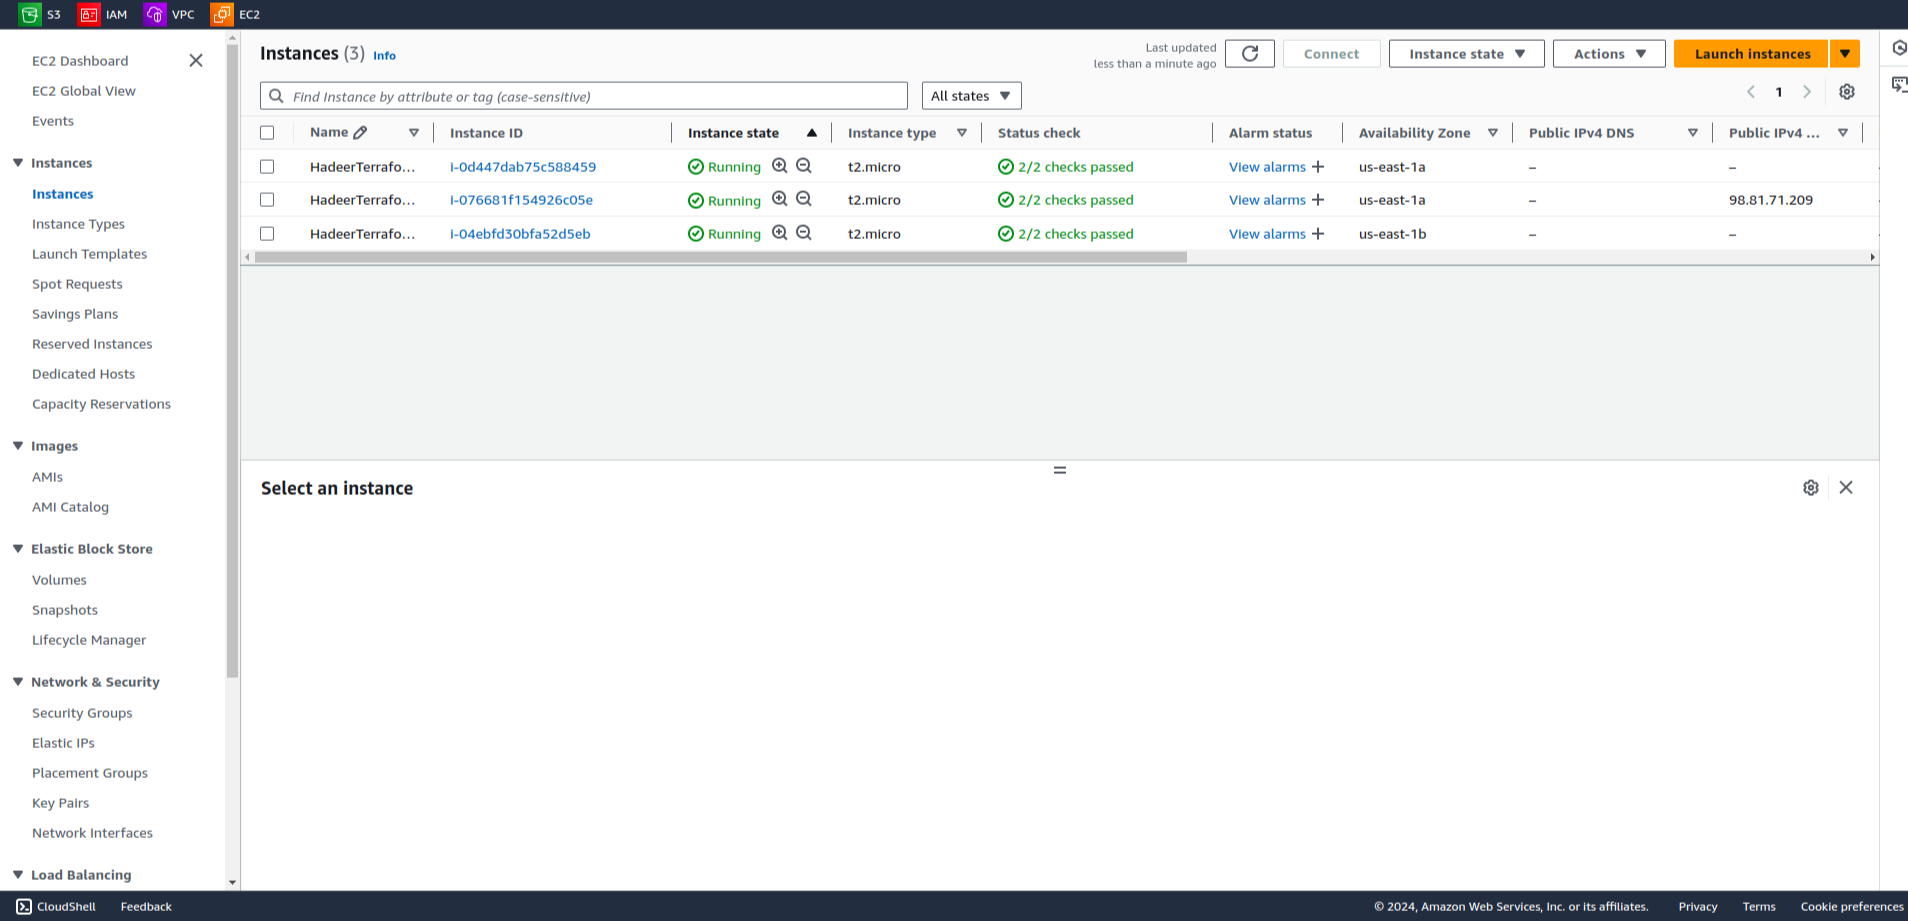 S3 IAM VPC EC2
EC2 Dashboard
EC2 Global View
Events
Instances
Instances
Instance Types
Launch Templates
Spot Requests
Savings Plans
Reserved Instances
Dedicated Hosts
Capacity Reservations
Images
AMIs
AMI Catalog
Elastic Block Store
Volumes
Snapshots
Lifecycle Manager
Network & Security
Security Groups
Elastic IPs
Placement Groups
Key Pairs
Network Interfaces
Load Balancing
Instances (3) Info
Last updated
less than a minute ago
Connect Instance state Actions Launch instances
Find Instance by attribute or tag (case-sensitive) All states 1
Name Instance ID Instance state Instance type Status check Alarm status Availability Zone Public IPv4 DNS Public IPv4 ...
HadeerTerrafo... i-0d447dab75c588459 Running t2.micro 2/2 checks passed View alarms + us-east-1a – –
HadeerTerrafo... i-076681f154926c05e Running t2.micro 2/2 checks passed View alarms + us-east-1a – 98.81.71.209
HadeerTerrafo... i-04ebfd30bfa52d5eb Running t2.micro 2/2 checks passed View alarms + us-east-1b – –
Select an instance
CloudShell Feedback © 2024, Amazon Web Services, Inc. or its affiliates. Privacy Terms Cookie preferences